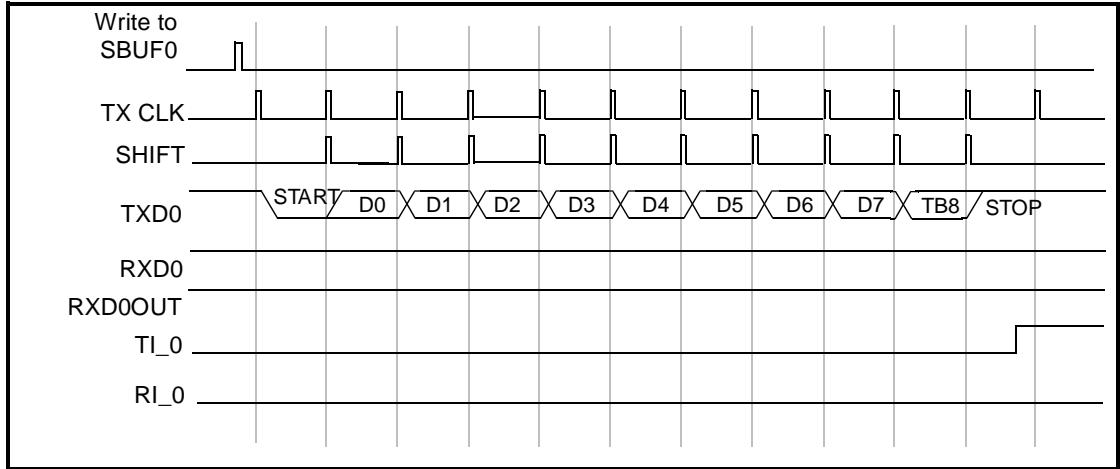 Write to
SBUF0
TX CLK
SHIFT
TXD0
START D0 D1 D2 D3 D4 D5 D6 D7 TB8 STOP
RXD0
RXD0OUT
TI_0
RI_0